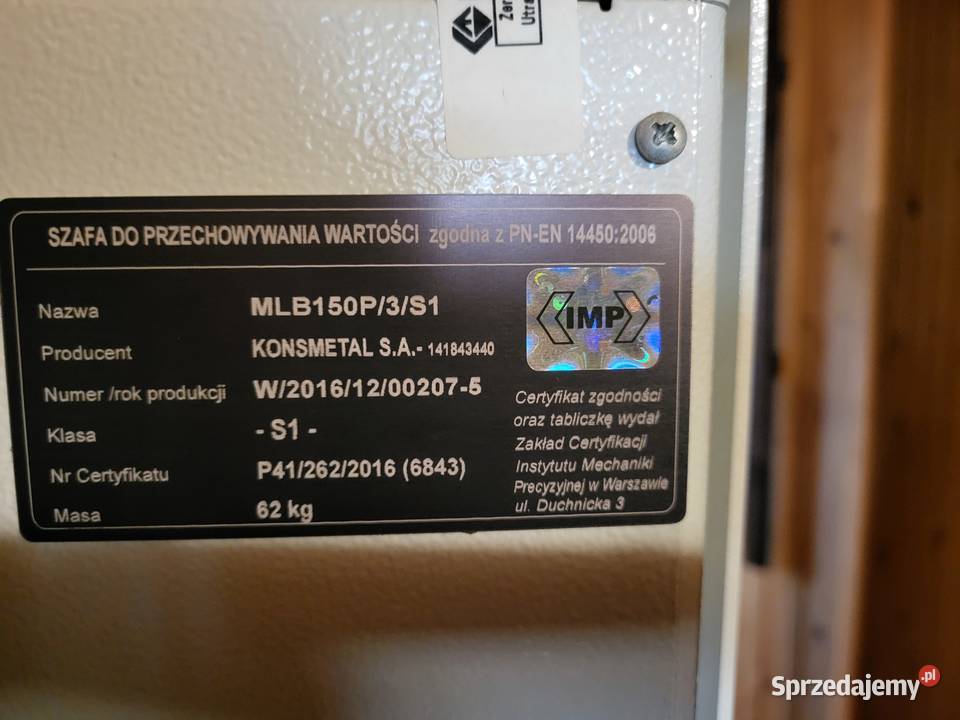 SZAFA DO PRZECHOWYWANIA WARTOŚCI zgodna z PN-EN 14450:2006
Nazwa MLB150P/3/S1
Producent KONSMETAL S.A.- 141843440
Numer /rok produkcji W/2016/12/00207-5
Klasa - S1 -
Nr Certyfikatu P41/262/2016 (6843)
Masa 62 kg
IMP
Certyfikat zgodności
oraz tabliczkę wydał
Zakład Certyfikacji
Instytutu Mechaniki
Precyzyjnej w Warszawie
ul. Duchnicka 3
Sprzedajemy.pl